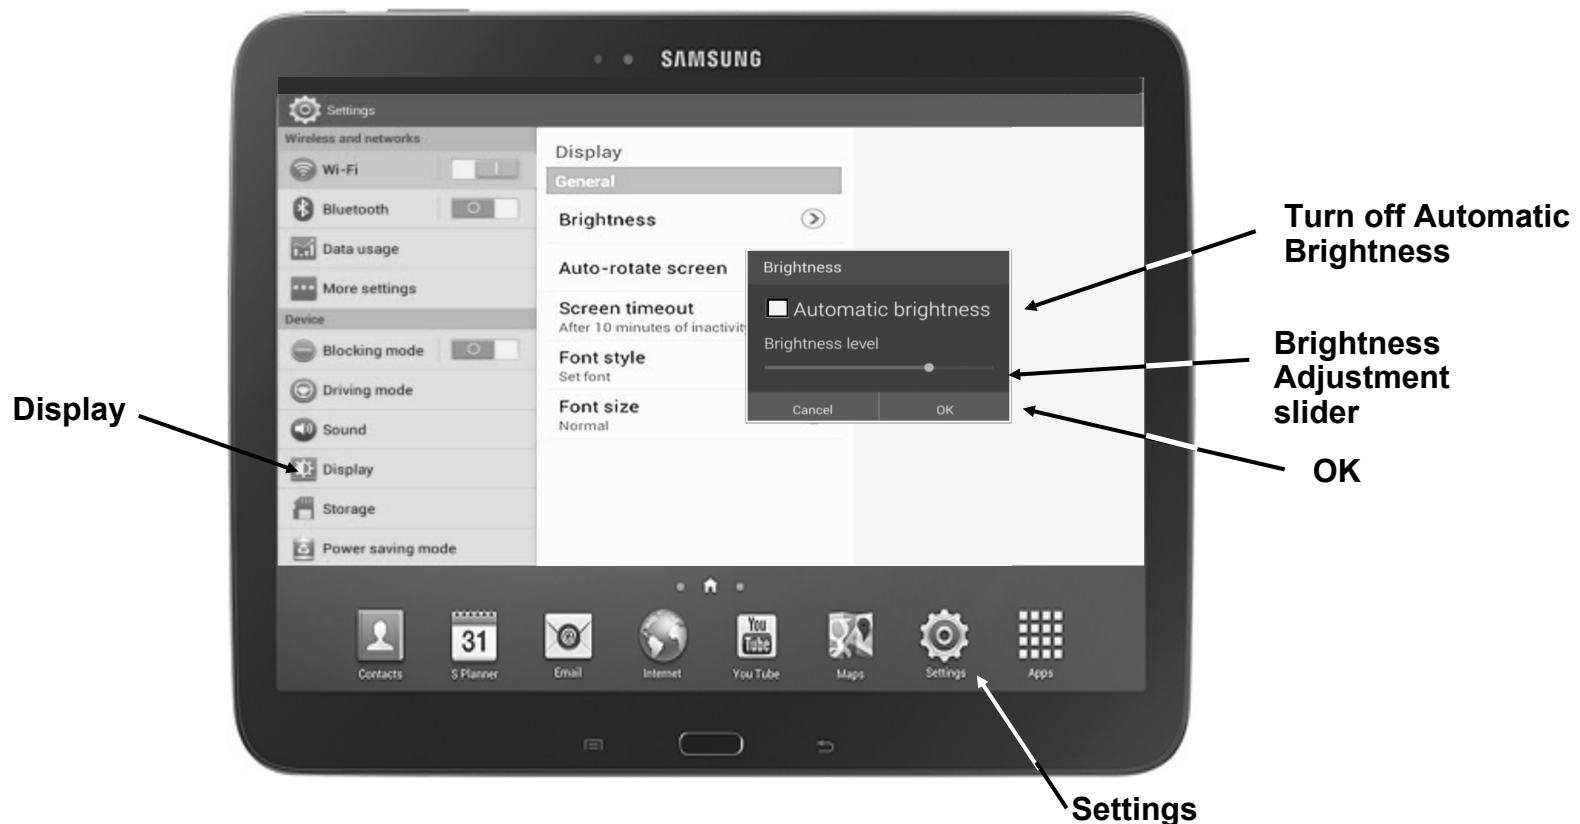 SAMSUNG
Settings
Wireless and networks
Wi-Fi
Bluetooth
Data usage
More settings
Device
Blocking mode
Driving mode
Sound
Display
Storage
Power saving mode
Display
General
Brightness
Auto-rotate screen
Screen timeout
After 10 minutes of inactivit
Font style
Set font
Font size
Normal
Brightness
Automatic brightness
Brightness level
Cancel OK
31
You
Tube
Contacts S Planner Email Internet You Tube Maps Settings Apps
Display
Turn off Automatic
Brightness
Brightness
Adjustment
slider
OK
Settings